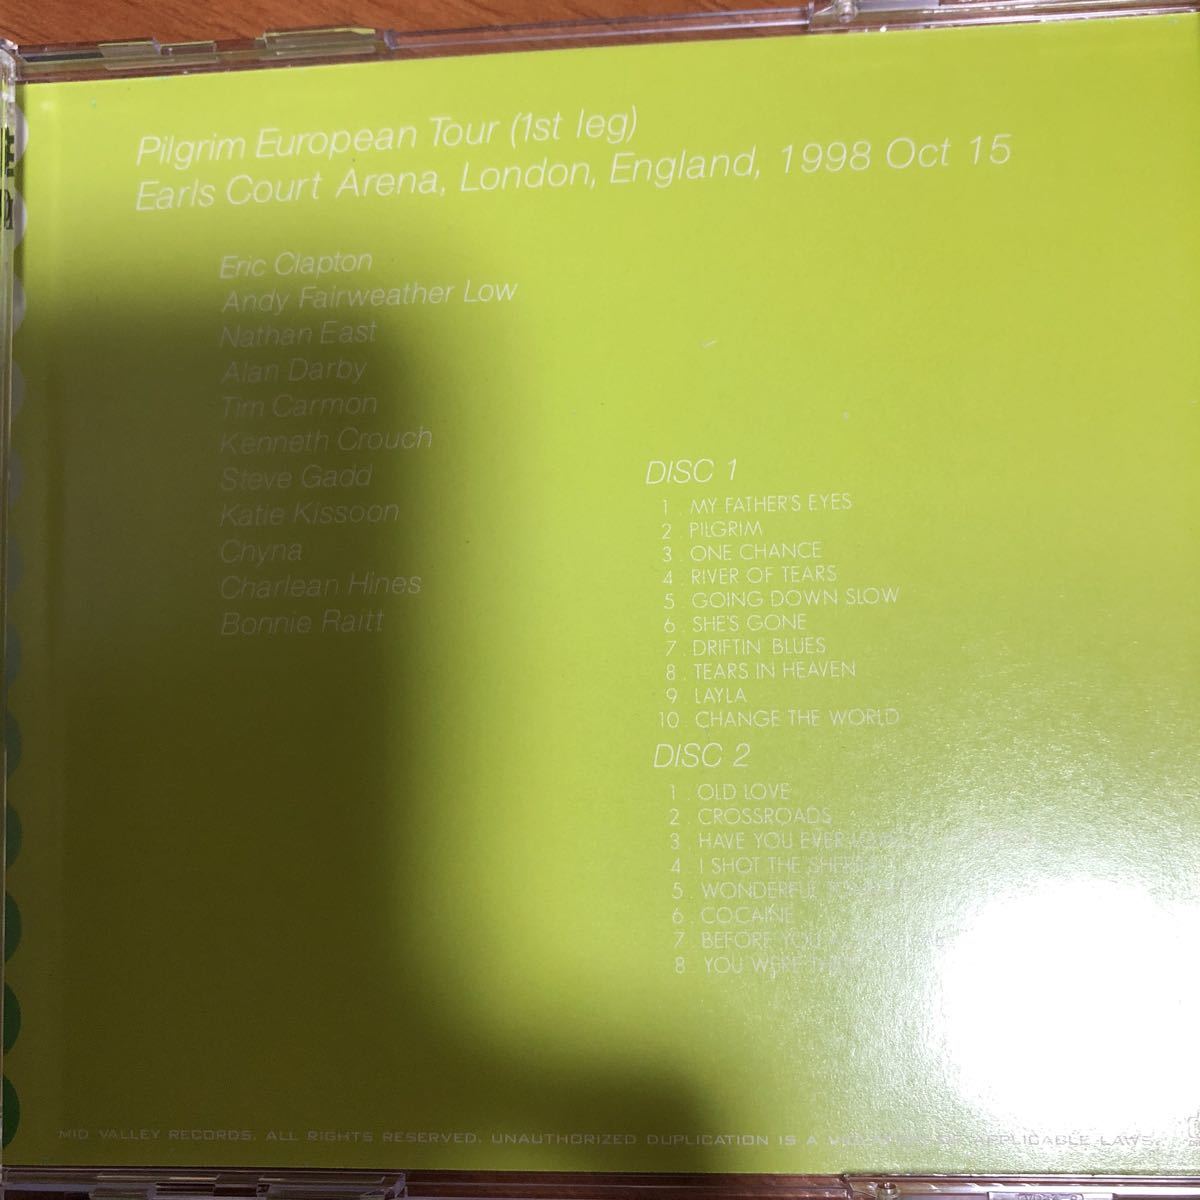 Pilgrim European Tour (1st leg)
Earls Court Arena, London, England, 1998 Oct 15
Eric Clapton
Andy Fairweather Low
Nathan East
Alan Darby
Tim Carmon
Kenneth Crouch
Steve Gadd
Katie Kissoon
Chyna
Charlean Hines
Bonnie Raitt
DISC 1
1. MY FATHER'S EYES
2. PILGRIM
3. ONE CHANCE
4. RIVER OF TEARS
5. GOING DOWN SLOW
6. SHE'S GONE
7. DRIFTIN' BLUES
8. TEARS IN HEAVEN
9. LAYLA
10. CHANGE THE WORLD
DISC 2
1. OLD LOVE
2. CROSSROADS
3. HAVE YOU EVER
4. I SHOT THE
5. WONDERFUL
6. COCAINE
7. BEFORE YOU
8. YOU WERE THERE
MID VALLEY RECORDS. ALL RIGHTS RESERVED. UNAUTHORIZED DUPLICATION IS A VIOLATION OF APPLICABLE LAWS.